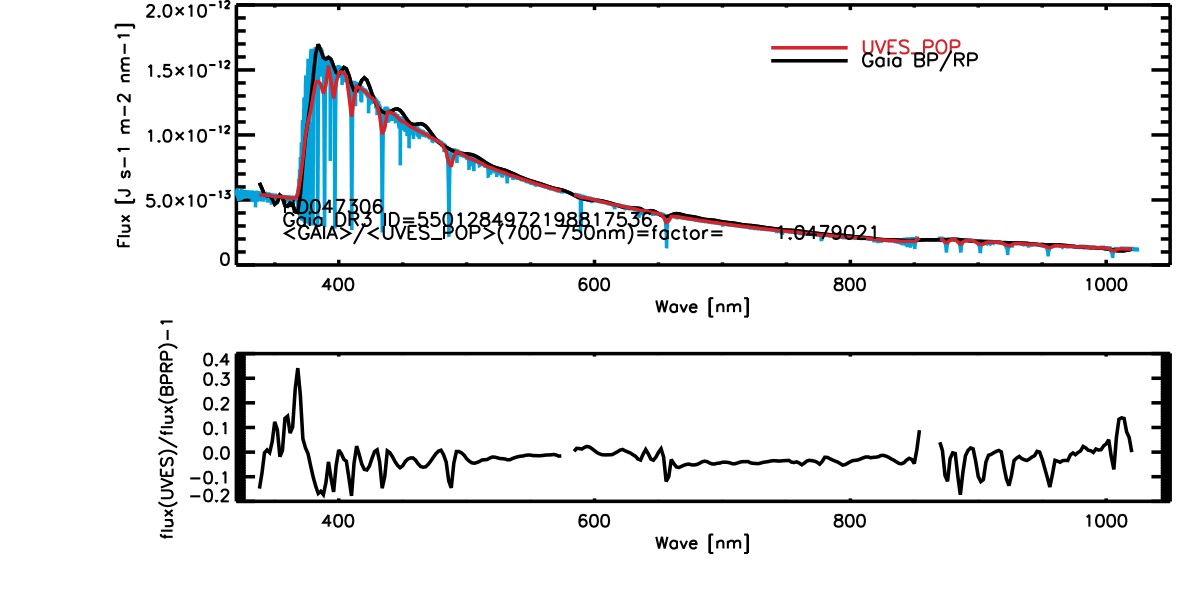 2.0×10⁻¹²
1.5×10⁻¹²
1.0×10⁻¹²
5.0×10⁻¹³
0
Flux [J s−1 m−2 nm−1]
UVES_POP
Gaia BP/RP
HD047306
Gaia DR3 ID=5501284972198817536
<GAIA>/<UVES_POP>(700−750nm)=factor= 1.0479021
400 600 800 1000
Wave [nm]
0.4
0.3
0.2
0.1
0.0
−0.1
−0.2
flux(UVES)/flux(BPRP)−1
400 600 800 1000
Wave [nm]